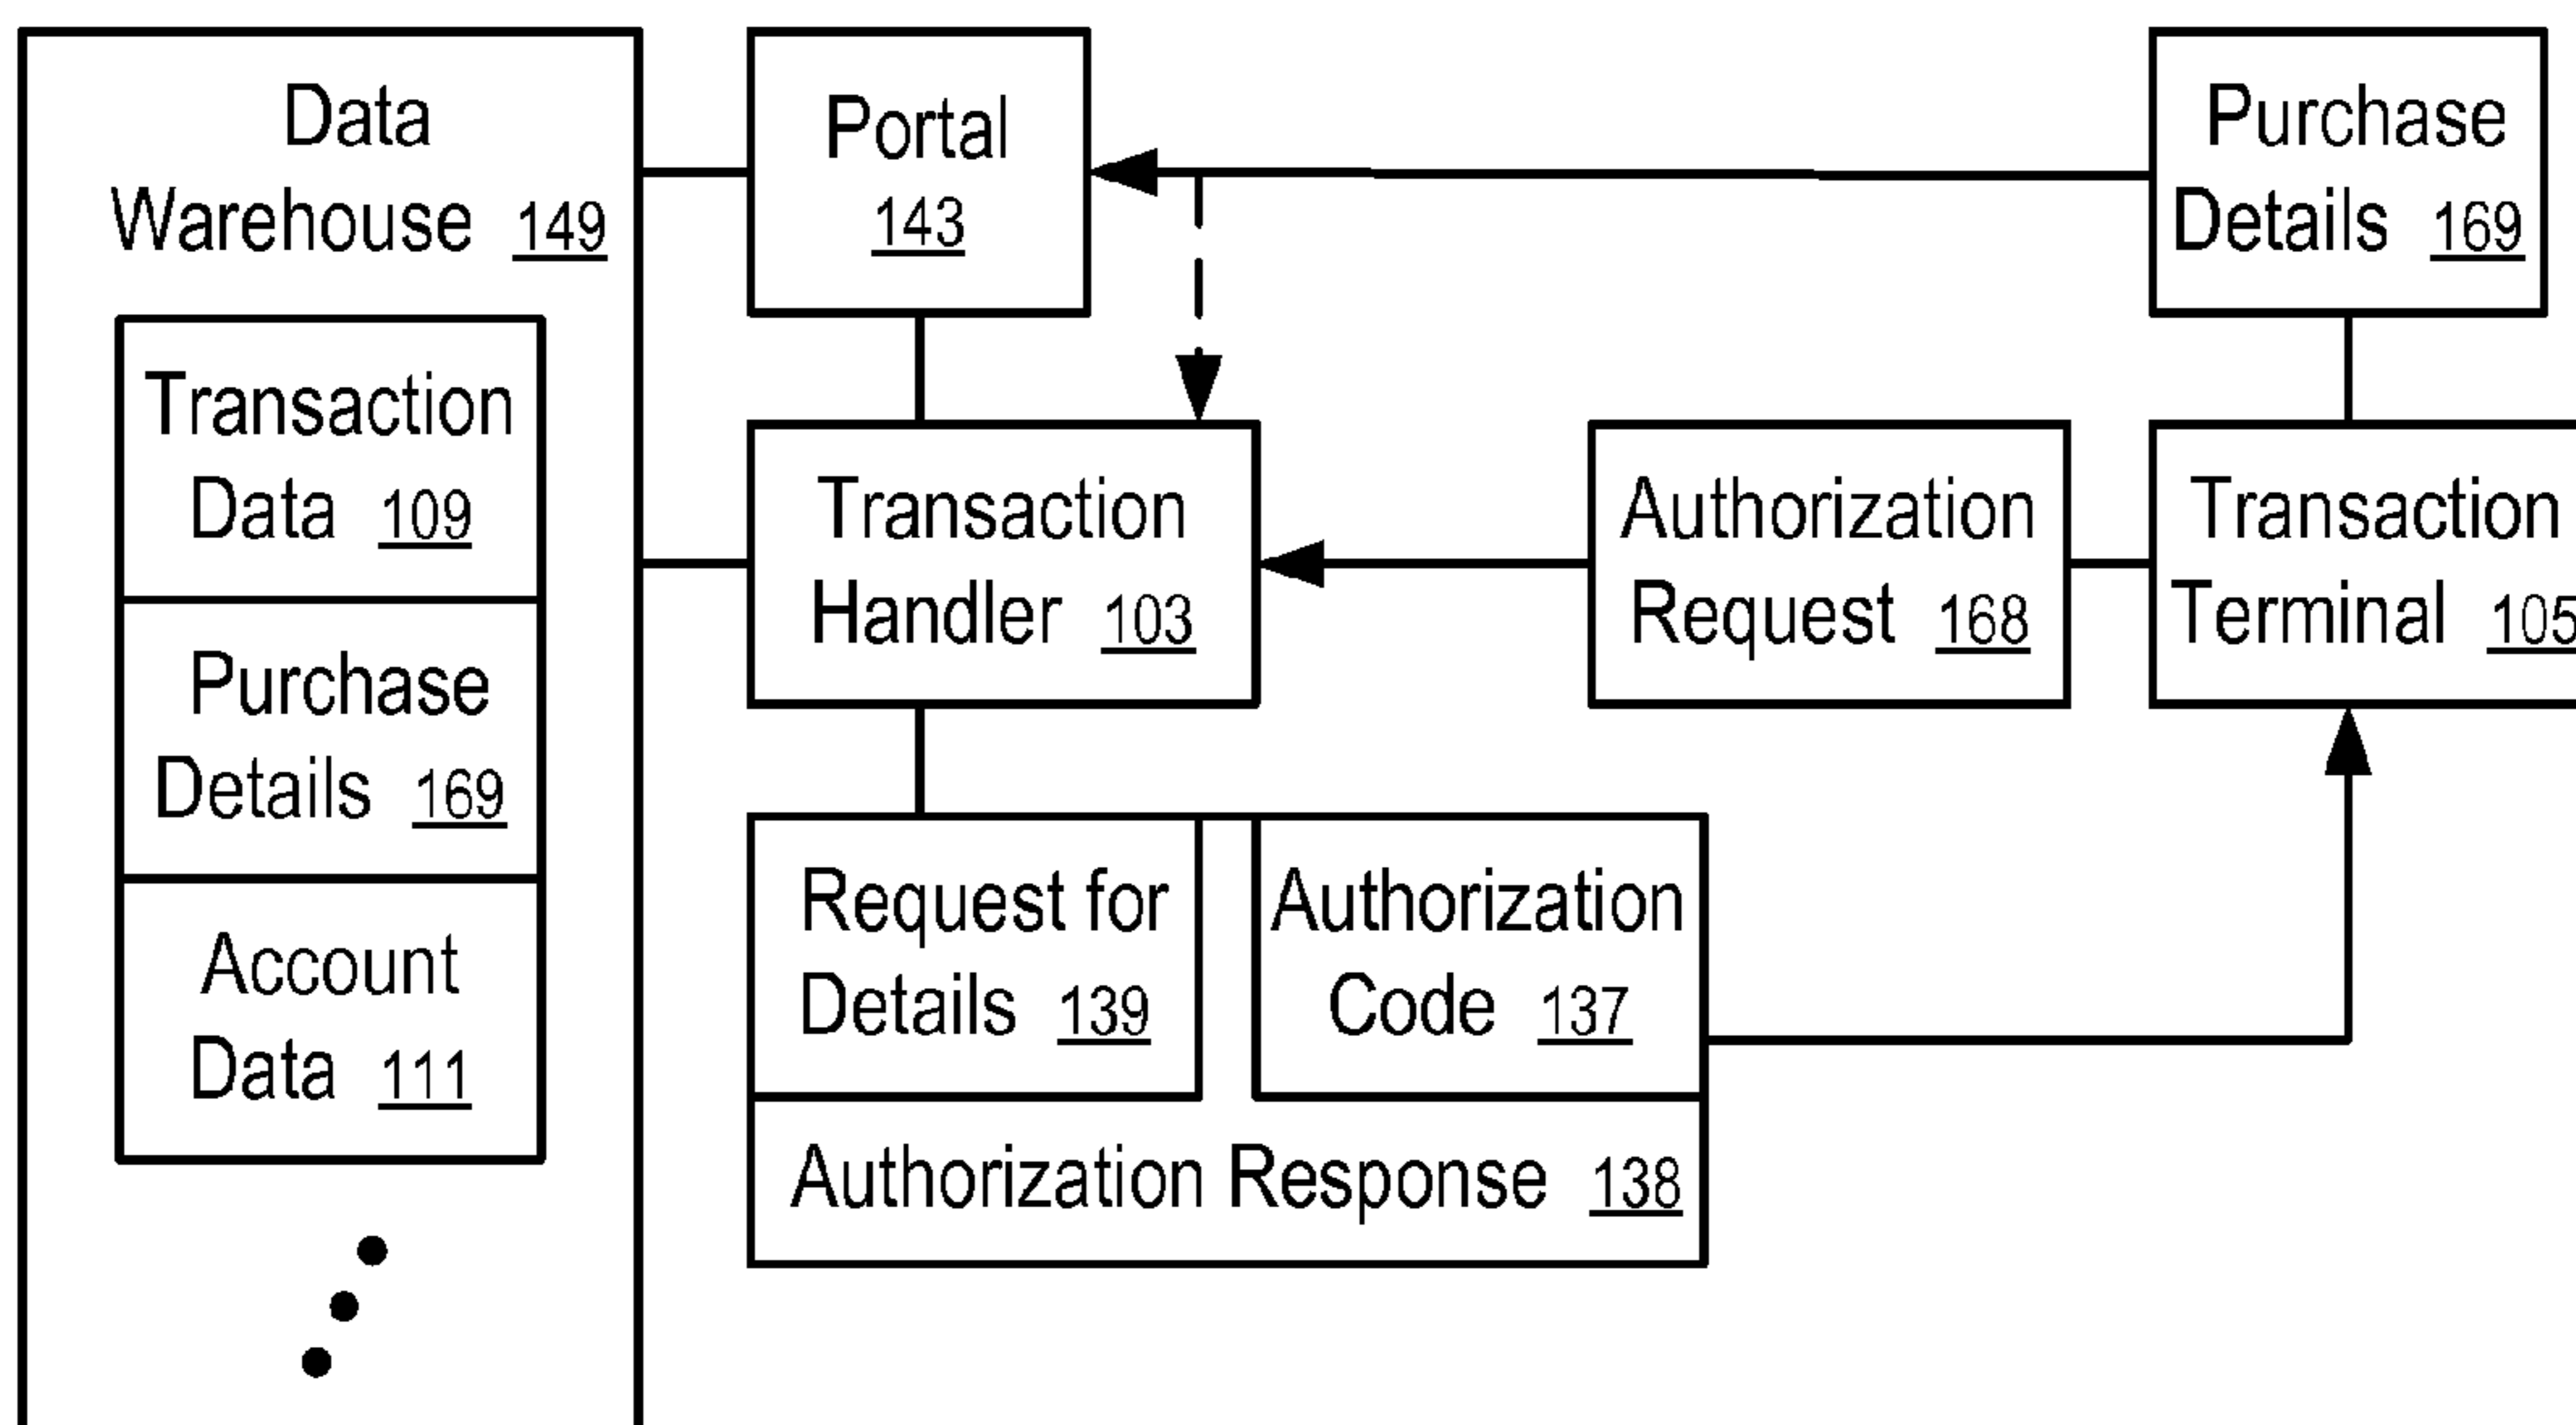 Data
Warehouse 149
Transaction
Data 109
Purchase
Details 169
Account
Data 111
Portal
143
Purchase
Details 169
Transaction
Handler 103
Authorization
Request 168
Transaction
Terminal 105
Request for
Details 139
Authorization
Code 137
Authorization Response 138